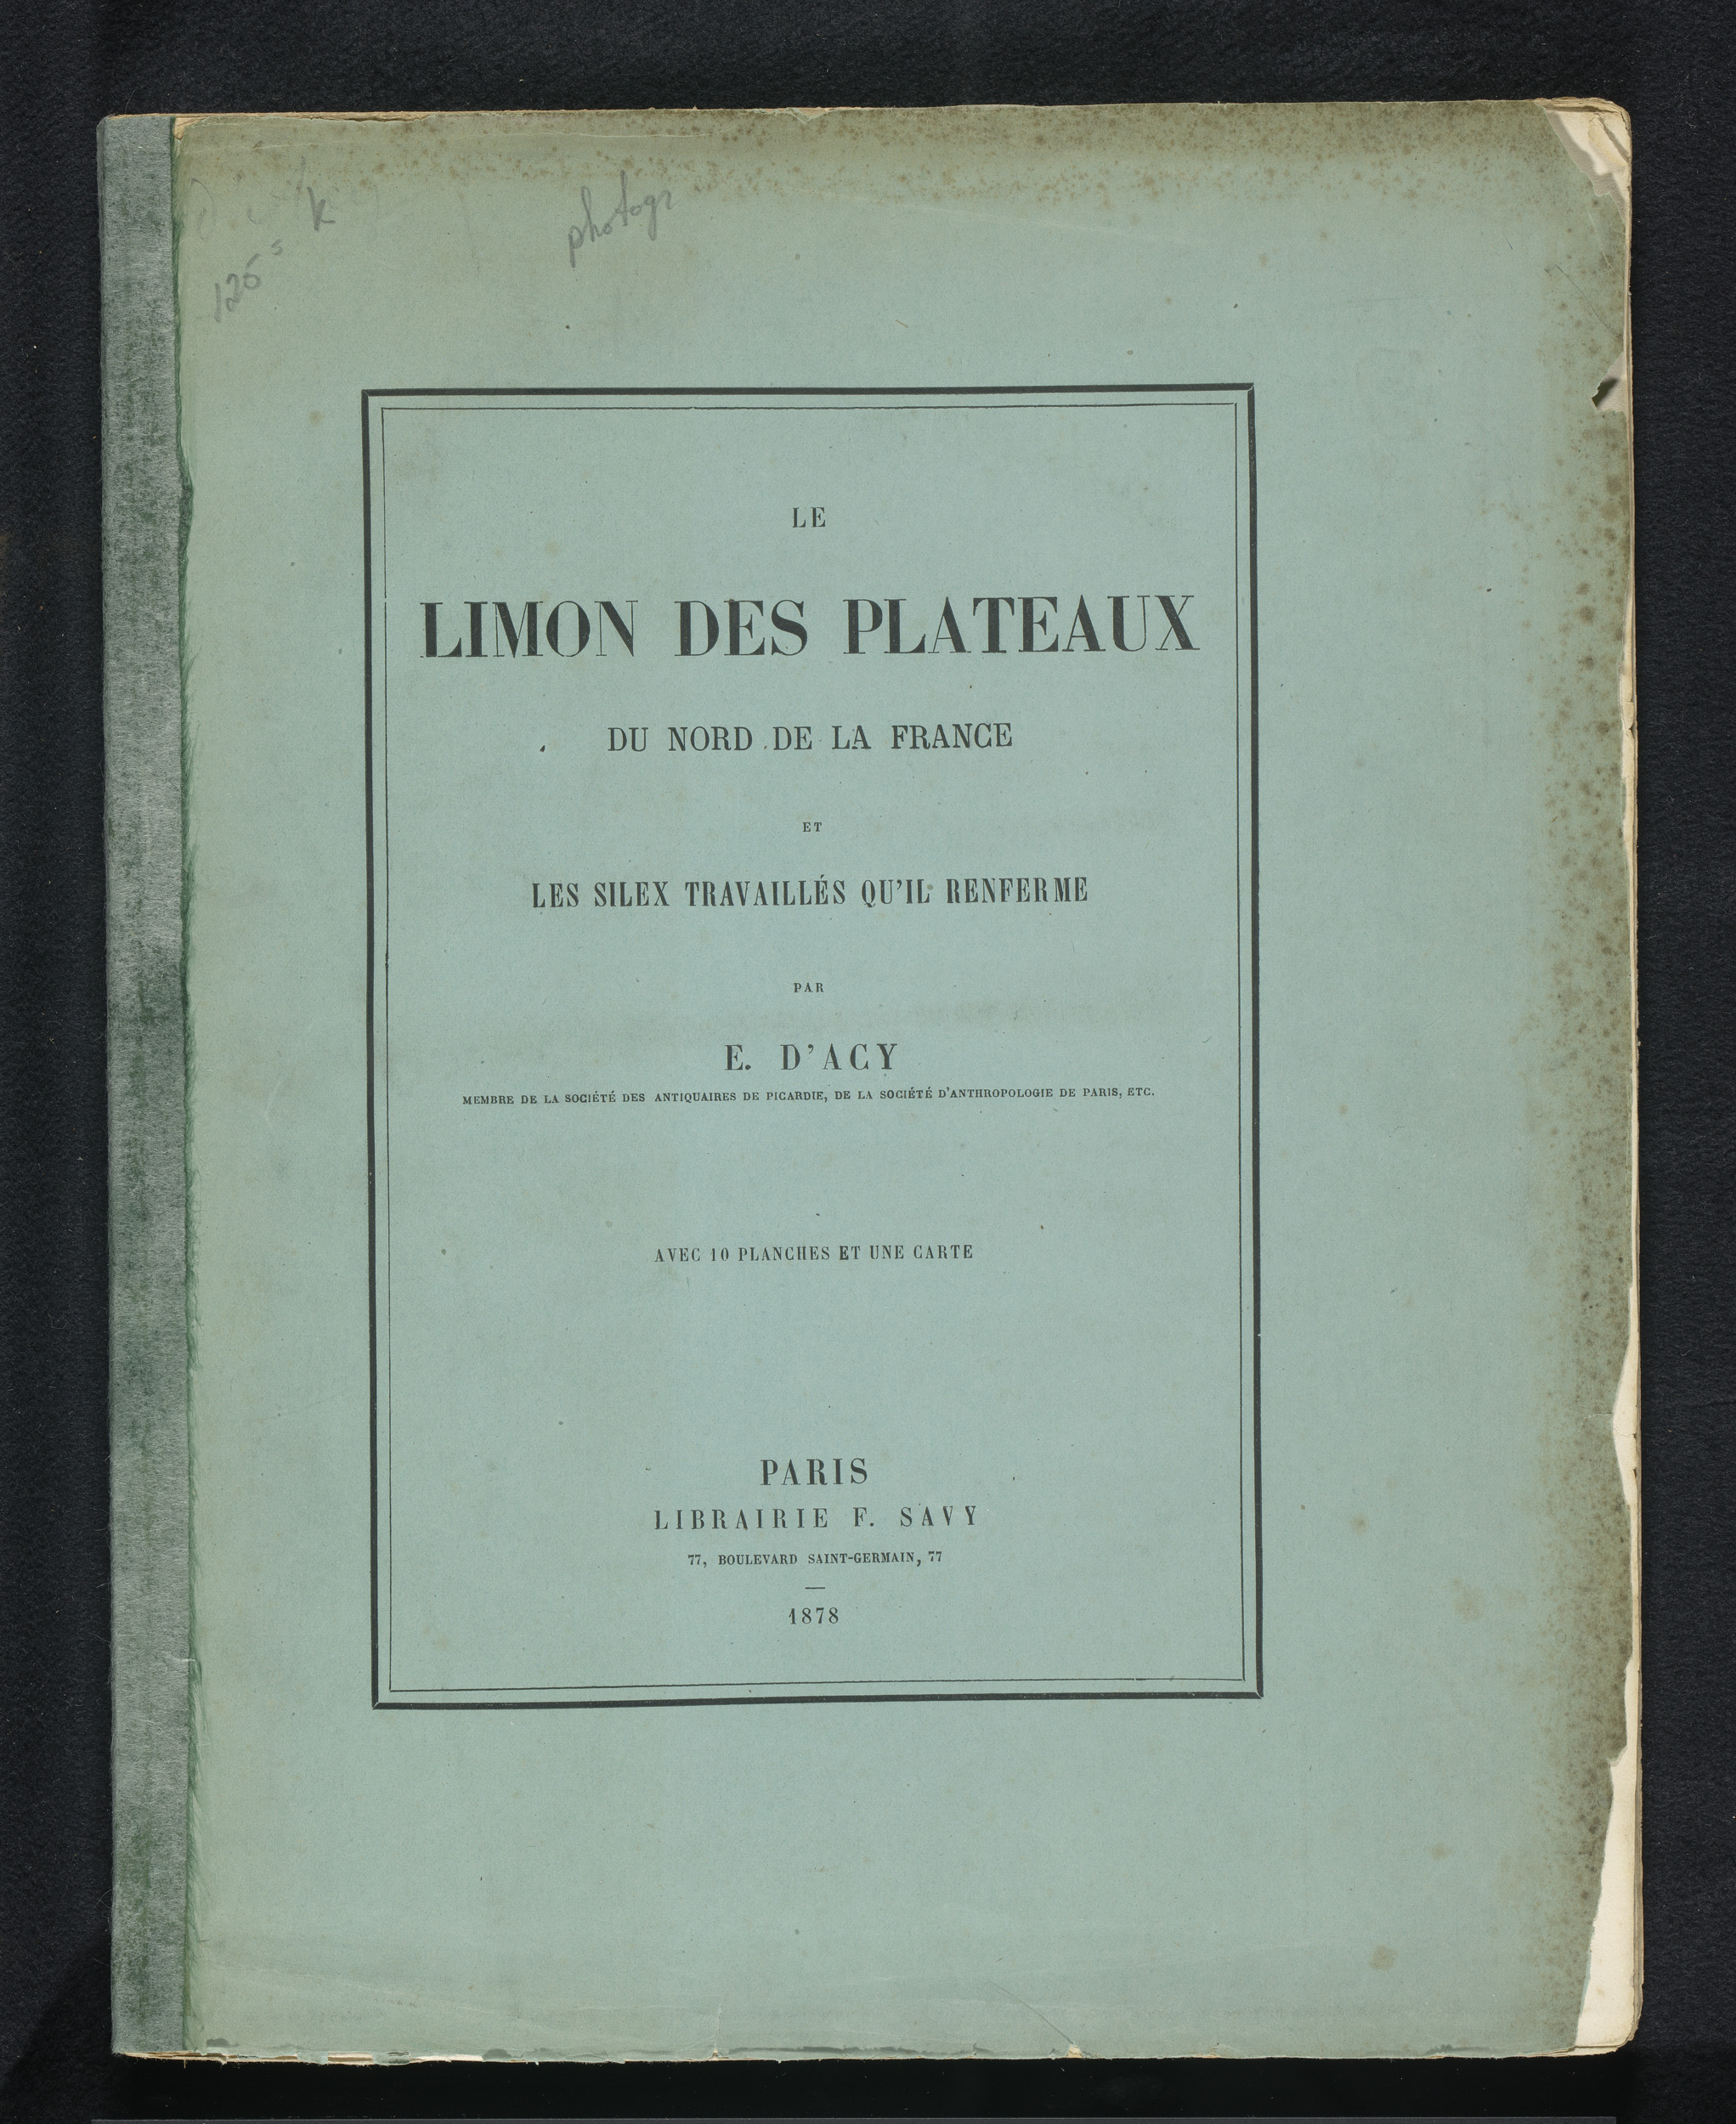 k
photogr
125
LE
LIMON DES PLATEAUX
DU NORD DE LA FRANCE
ET
LES SILEX TRAVAILLÉS QU'IL RENFERME
PAR
E. D'ACY
MEMBRE DE LA SOCIÉTÉ DES ANTIQUAIRES DE PICARDIE, DE LA SOCIÉTÉ D'ANTHROPOLOGIE DE PARIS, ETC.
AVEC 10 PLANCHES ET UNE CARTE
PARIS
LIBRAIRIE F. SAVY
77, BOULEVARD SAINT-GERMAIN, 77
1878